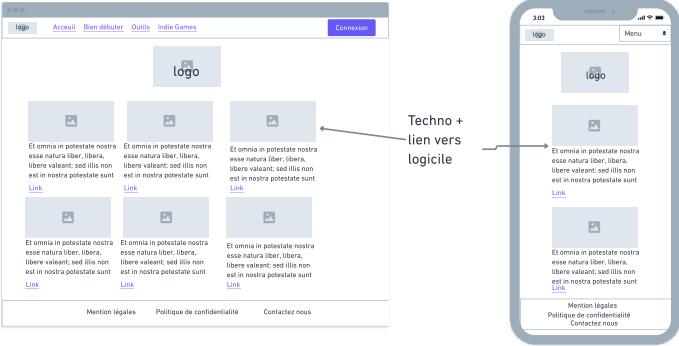 logo
Acceuil Bien débuter Outils Indie Games
Connexion
logo
Et omnia in potestate nostra
esse natura liber, libera,
libere valeant; sed illis non
est in nostra potestate sunt
Link
Et omnia in potestate nostra
esse natura liber, libera,
libere valeant; sed illis non
est in nostra potestate sunt
Link
Et omnia in potestate nostra
esse natura liber, libera,
libere valeant; sed illis non
est in nostra potestate sunt
Link
Et omnia in potestate nostra
esse natura liber, libera,
libere valeant; sed illis non
est in nostra potestate sunt
Link
Et omnia in potestate nostra
esse natura liber, libera,
libere valeant; sed illis non
est in nostra potestate sunt
Link
Et omnia in potestate nostra
esse natura liber, libera,
libere valeant; sed illis non
est in nostra potestate sunt
Link
Mention légales Politique de confidentialité Contactez nous
Techno +
lien vers
logicile
3:03
logo
Menu
logo
Et omnia in potestate nostra
esse natura liber, libera,
libere valeant; sed illis non
est in nostra potestate sunt
Link
Et omnia in potestate nostra
esse natura liber, libera,
libere valeant; sed illis non
est in nostra potestate sunt
Link
Mention légales
Politique de confidentialité
Contactez nous